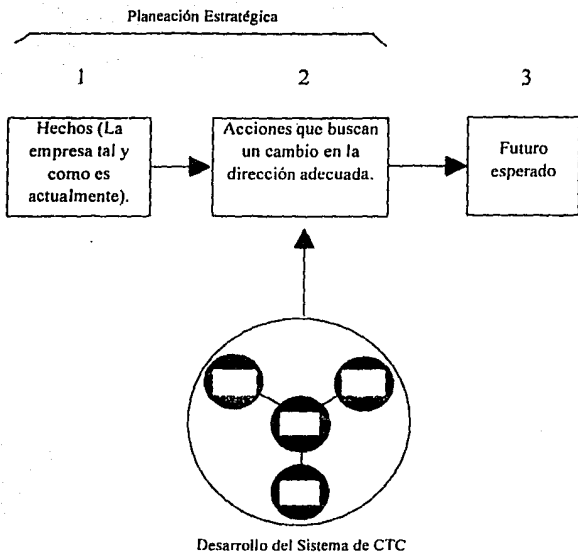 Planeación Estratégica
1
2
3
Hechos (La
empresa tal y
como es
actualmente).
Acciones que buscan
un cambio en la
dirección adecuada.
Futuro
esperado
Desarrollo del Sistema de CTC